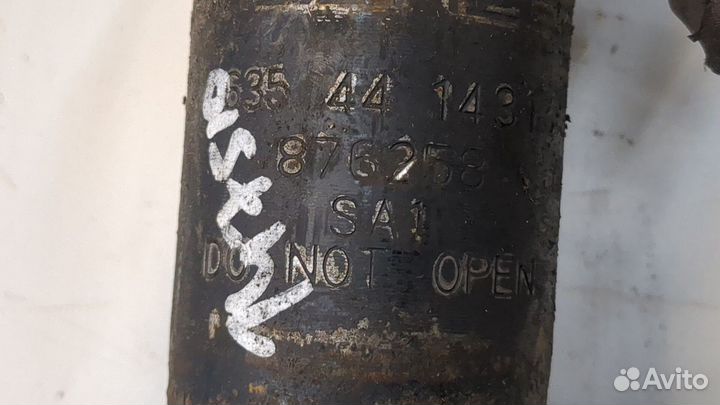 635 44 1431
876258
SA1
DO NOT OPEN
Avito